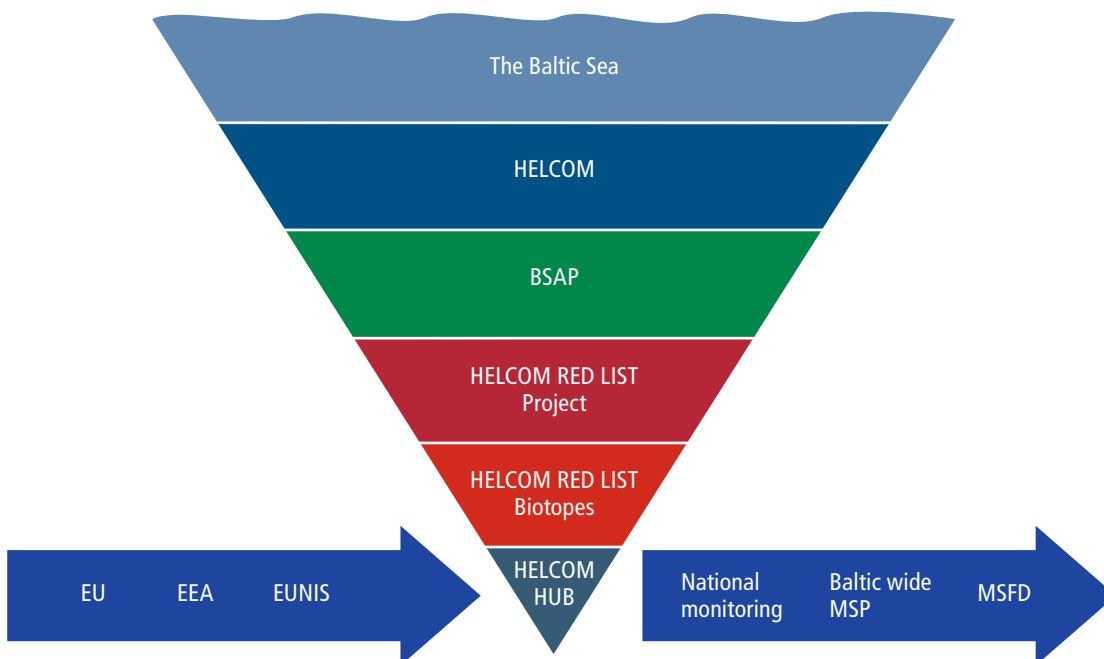 The Baltic Sea
HELCOM
BSAP
HELCOM RED LIST
Project
HELCOM RED LIST
Biotopes
EU EEA EUNIS
HELCOM
HUB
National
monitoring
Baltic wide
MSP
MSFD